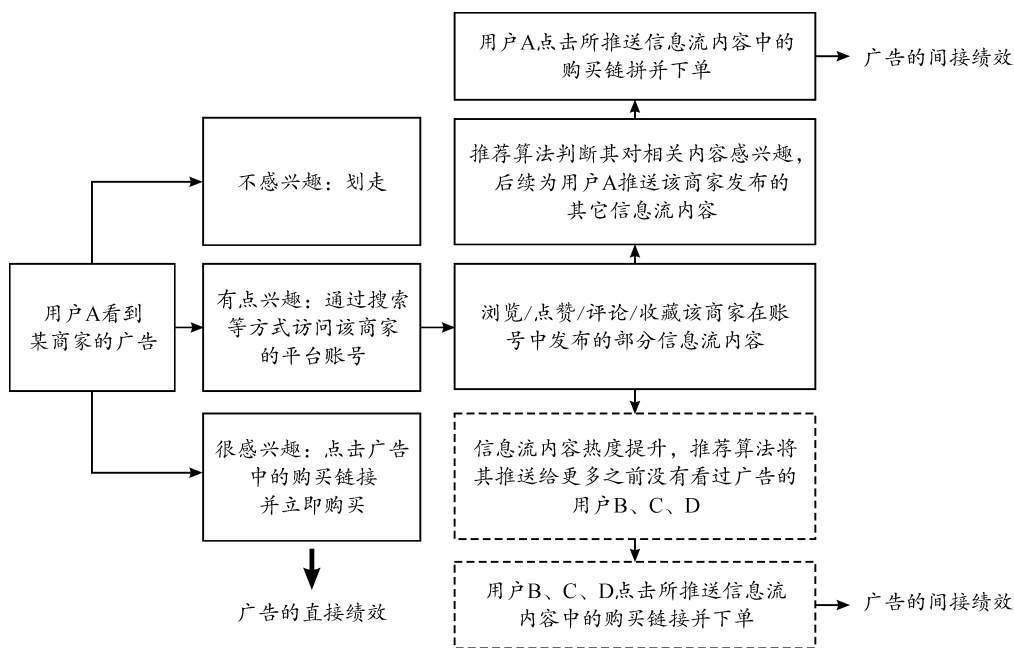 用户A看到
某商家的广告
不感兴趣：划走
有点兴趣：通过搜索
等方式访问该商家
的平台账号
很感兴趣：点击广告
中的购买链接
并立即购买
广告的直接绩效
用户A点击所推送信息流内容中的
购买链拼并下单
广告的间接绩效
推荐算法判断其对相关内容感兴趣，
后续为用户A推送该商家发布的
其它信息流内容
浏览/点赞/评论/收藏该商家在账
号中发布的部分信息流内容
信息流内容热度提升，推荐算法将
其推送给更多之前没有看过广告的
用户B、C、D
用户B、C、D点击所推送信息流
内容中的购买链接并下单
广告的间接绩效